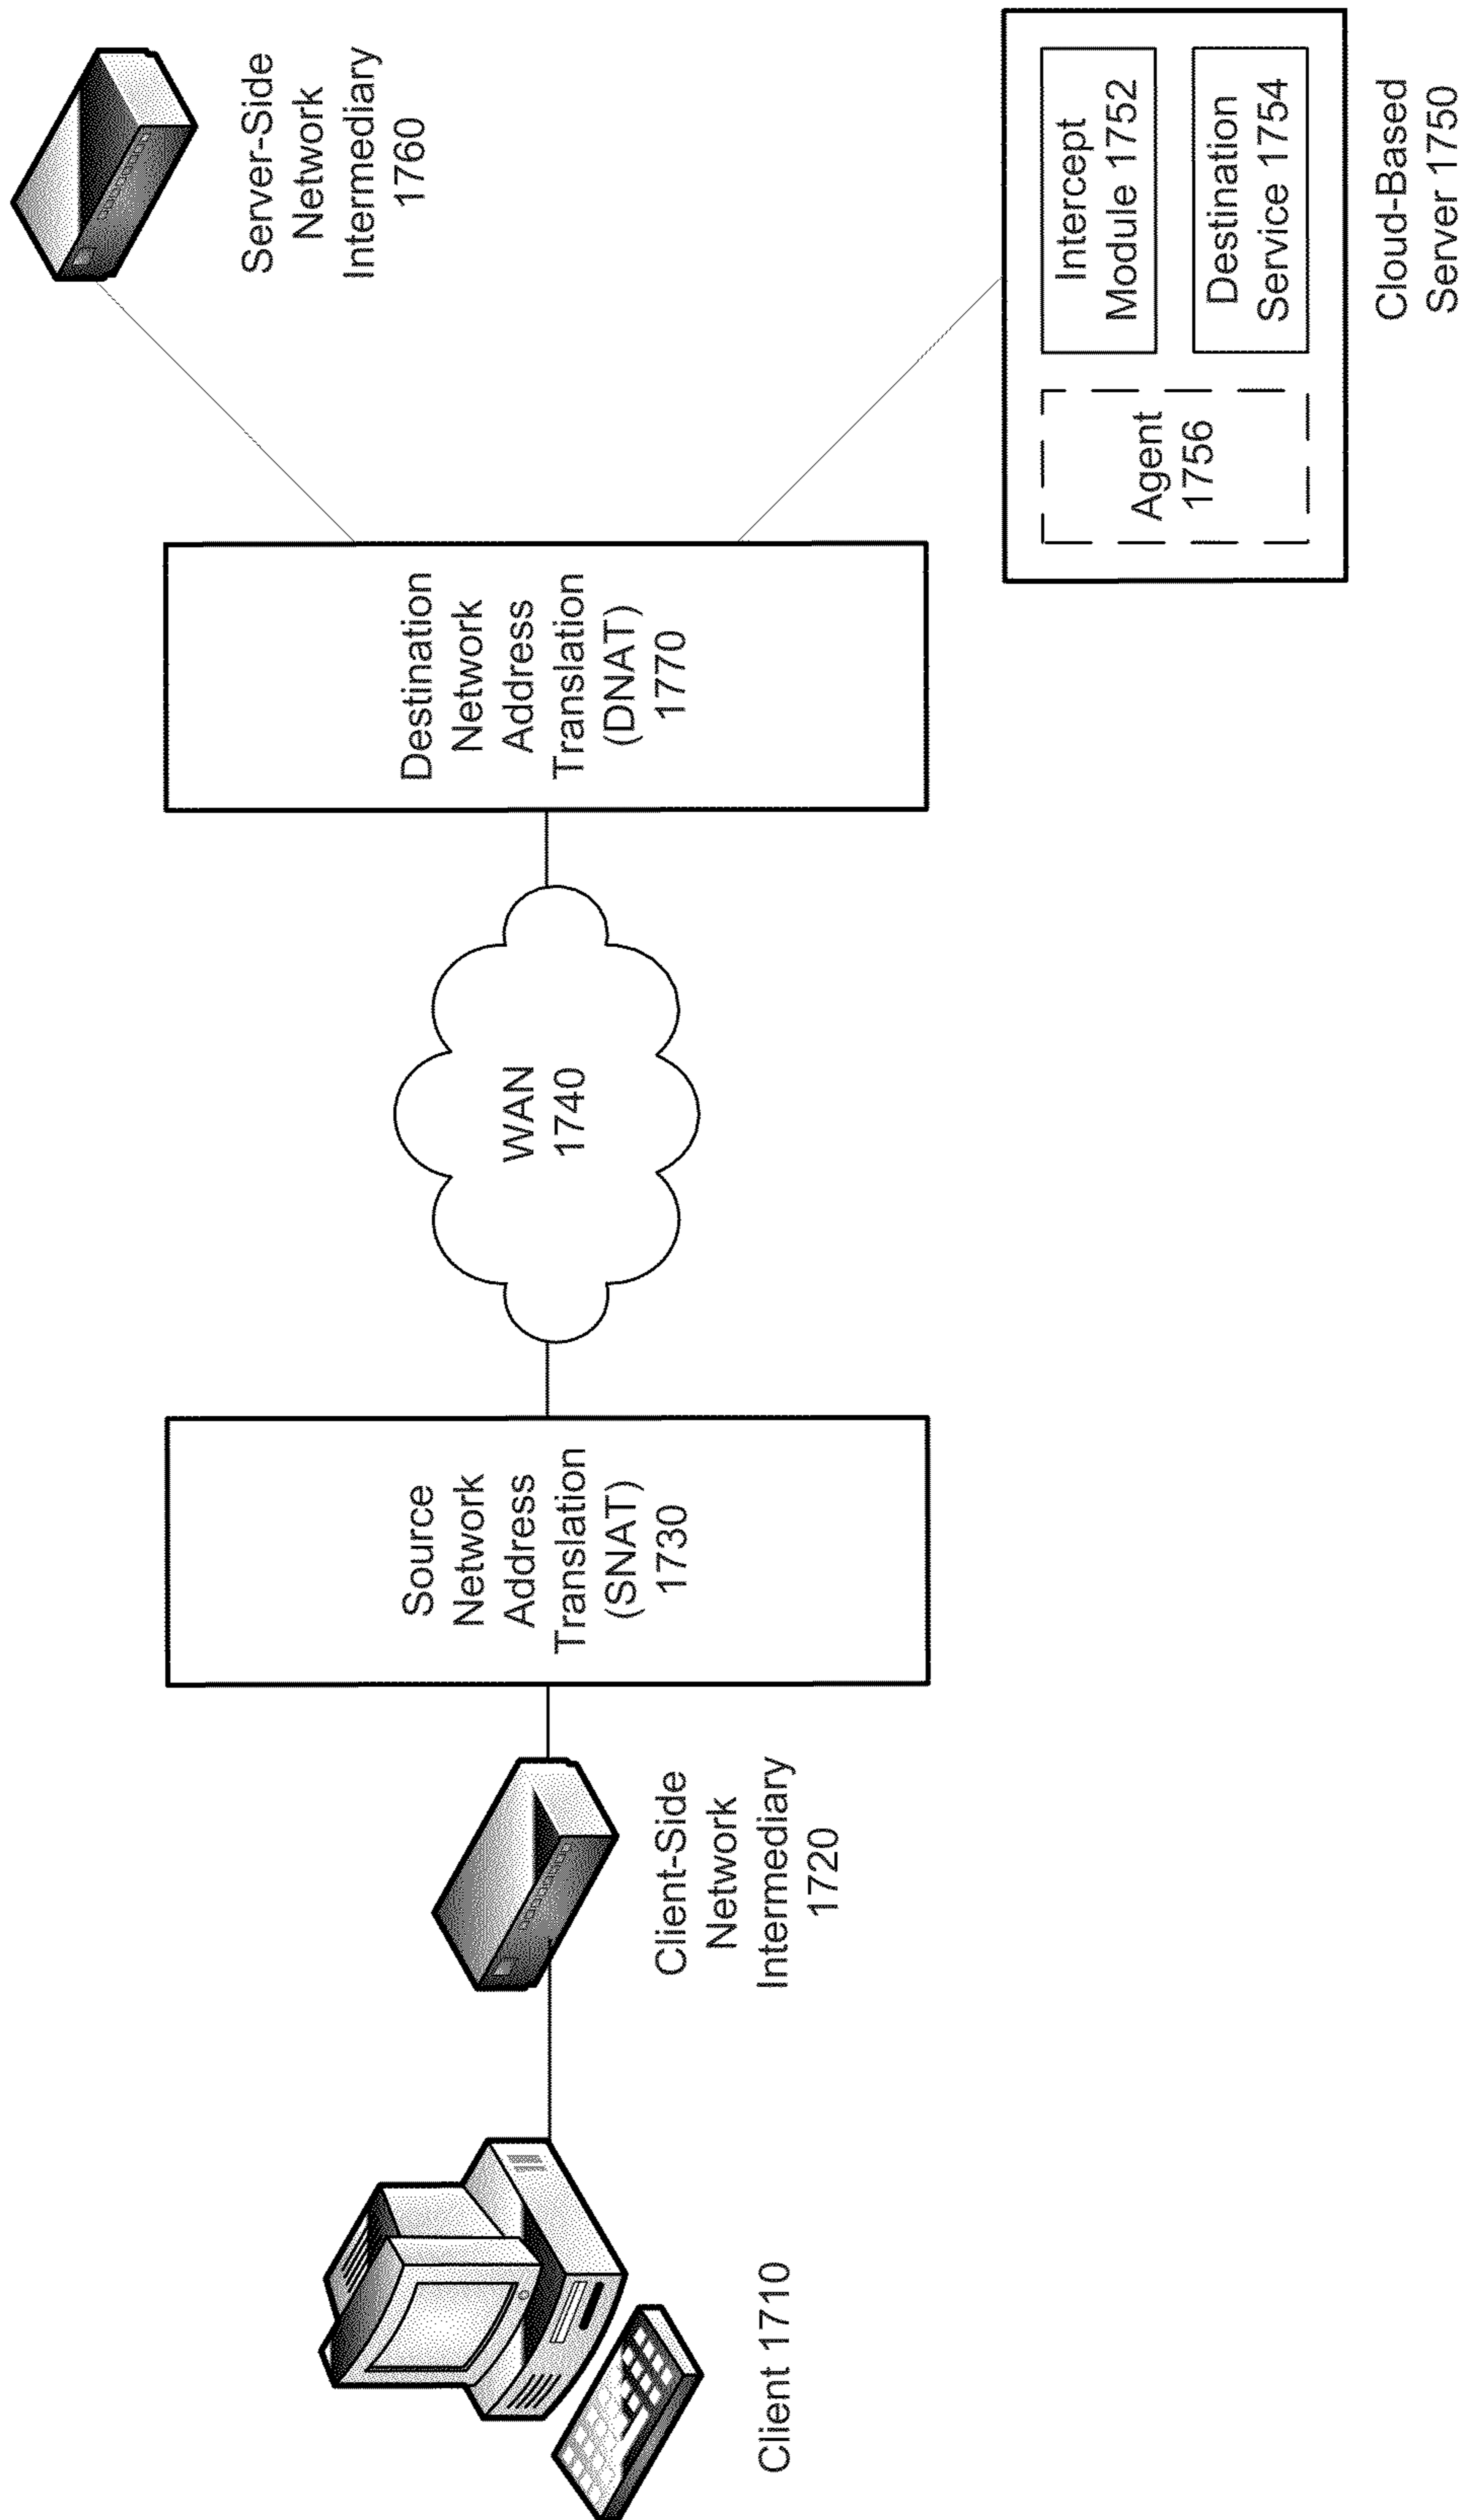 Client 1710
Client-Side
Network
Intermediary
1720
Source
Network
Address
Translation
(SNAT)
1730
WAN
1740
Destination
Network
Address
Translation
(DNAT)
1770
Server-Side
Network
Intermediary
1760
Agent
1756
Intercept
Module 1752
Destination
Service 1754
Cloud-Based
Server 1750